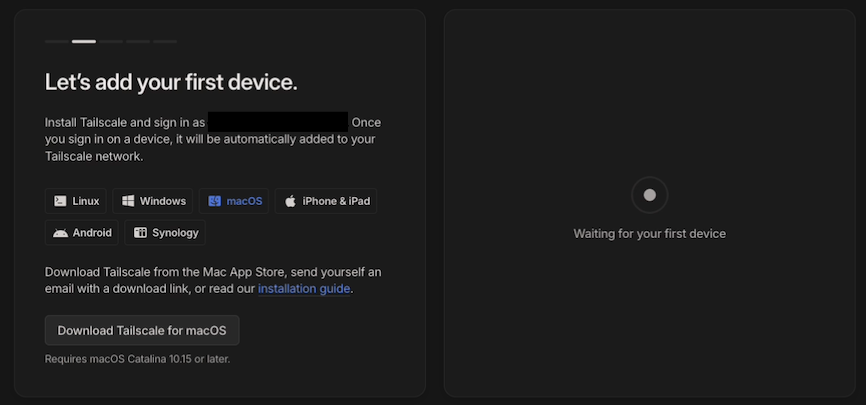 Let's add your first device.
Install Tailscale and sign in as Once
you sign in on a device, it will be automatically added to your
Tailscale network.
Linux
Windows
macOS
iPhone & iPad
Android
Synology
Download Tailscale from the Mac App Store, send yourself an
email with a download link, or read our installation guide.
Download Tailscale for macOS
Requires macOS Catalina 10.15 or later.
Waiting for your first device